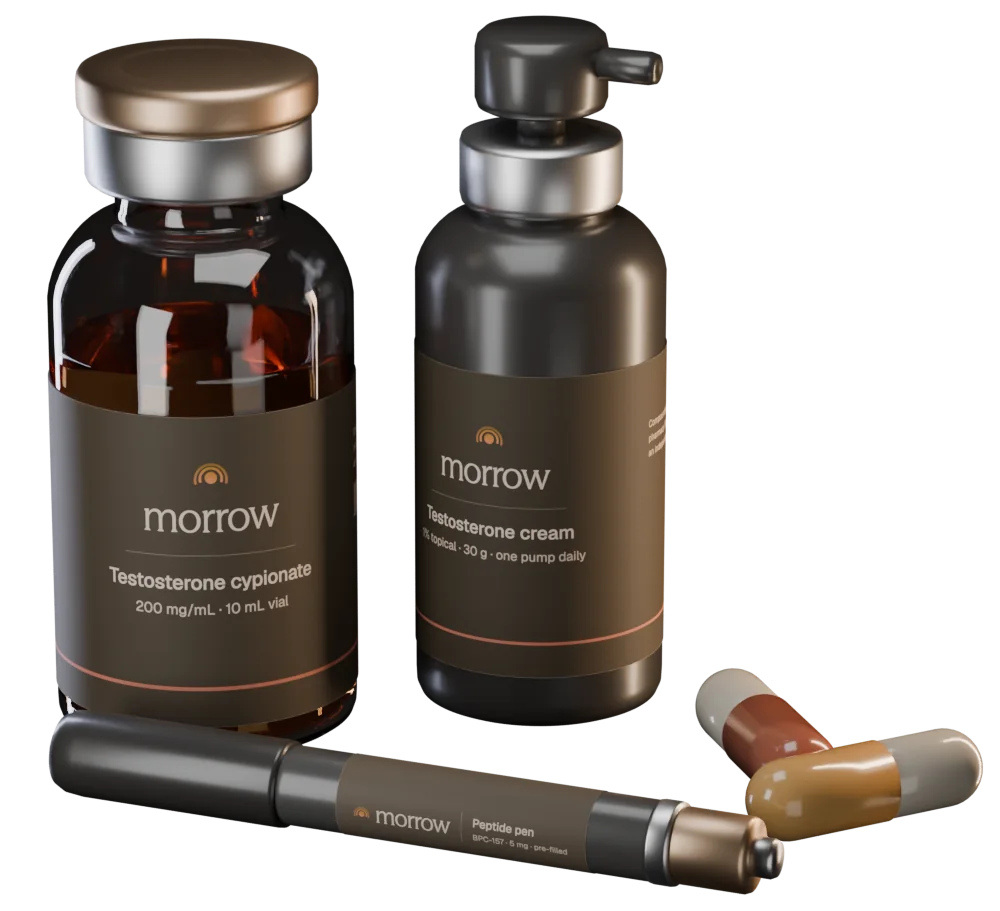 morrow
Testosterone cypionate
200 mg/mL · 10 mL vial
morrow
Testosterone cream
1% topical · 30 g · one pump daily
morrow
Peptide pen
BPC-157 · 5 mg · pre-filled